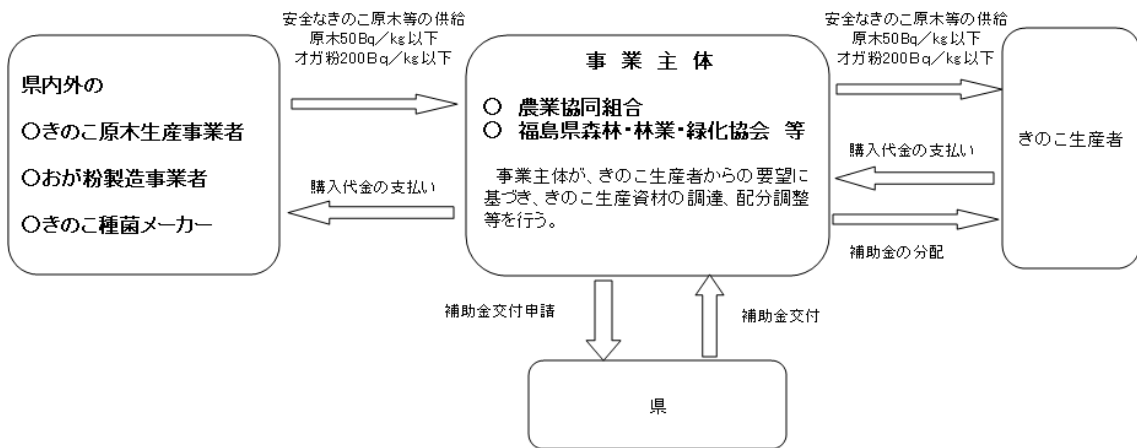 県内外の
○きのこ原木生産事業者
○おが粉製造事業者
○きのこ種菌メーカー
安全なきのこ原木等の供給
原木50Bq／kg以下
オガ粉200Bq／kg以下
購入代金の支払い
事 業 主 体
○ 農業協同組合
○ 福島県森林・林業・緑化協会 等
事業主体が、きのこ生産者からの要望に
基づき、きのこ生産資材の調達、配分調整
等を行う。
安全なきのこ原木等の供給
原木50Bq／kg以下
オガ粉200Bq／kg以下
購入代金の支払い
補助金の分配
きのこ生産者
補助金交付申請
補助金交付
県